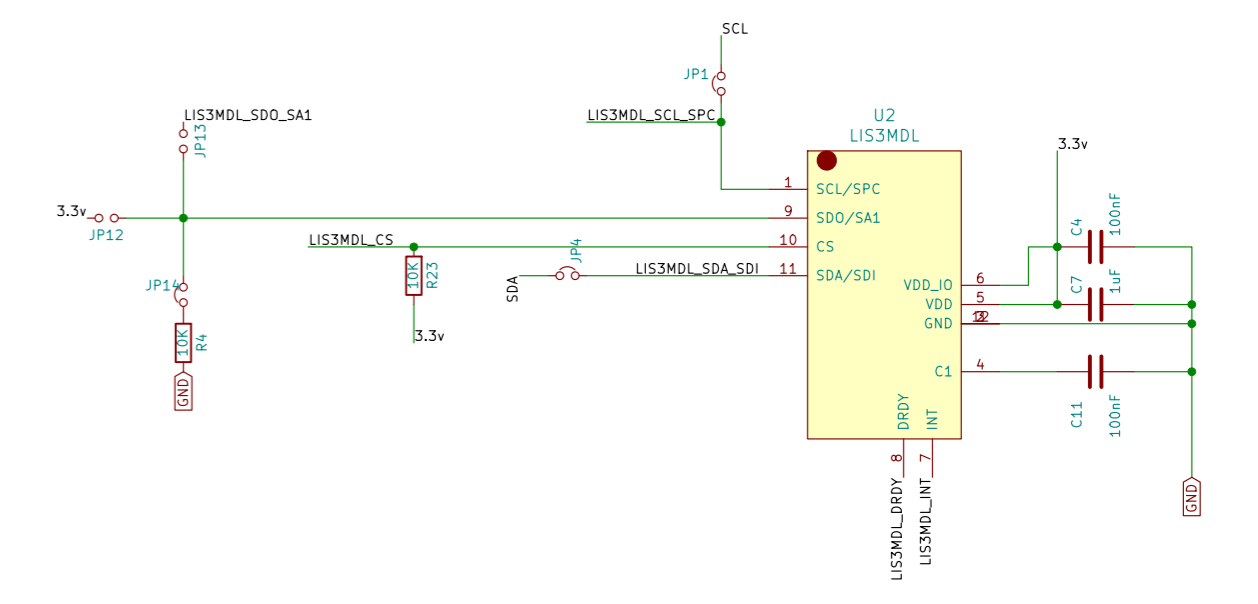 SCL
JP1
LIS3MDL_SDO_SA1
LIS3MDL_SCL_SPC
JP13
U2
LIS3MDL
3.3v
1
SCL/SPC
3.3v
JP12
9
SDO/SA1
C4
100nF
LIS3MDL_CS
10
CS
JP4
10K
R23
SDA
LIS3MDL_SDA_SDI
11
SDA/SDI
JP14
VDD_IO
6
C7
1uF
VDD
5
GND
3.3v
10K
R4
C1
4
GND
C11
100nF
DRDY
INT
8
7
LIS3MDL_DRDY
LIS3MDL_INT
GND